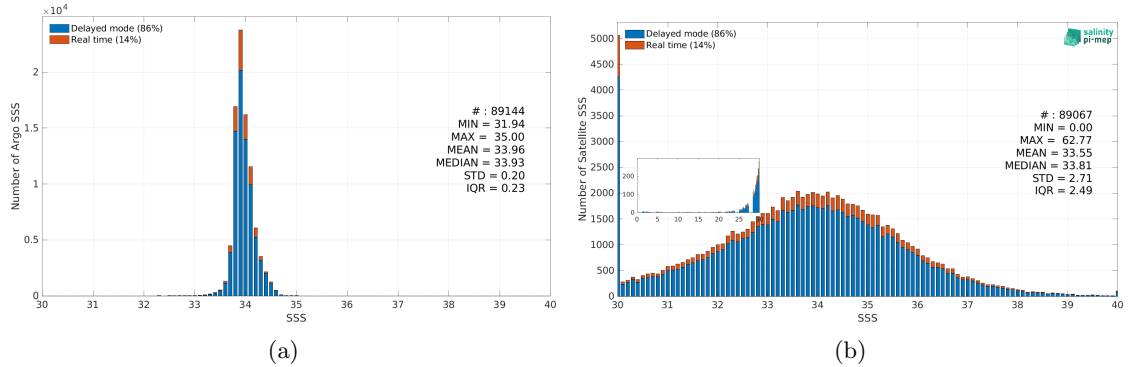 ×10^4
Delayed mode (86%)
Real time (14%)
2
1.5
1
0.5
0
Number of Argo SSS
# : 89144
MIN = 31.94
MAX = 35.00
MEAN = 33.96
MEDIAN = 33.93
STD = 0.20
IQR = 0.23
30 31 32 33 34 35 36 37 38 39 40
SSS
(a)
Delayed mode (86%)
Real time (14%)
salinity
pi-mep
5000
4500
4000
3500
3000
2500
2000
1500
1000
500
0
Number of Satellite SSS
# : 89067
MIN = 0.00
MAX = 62.77
MEAN = 33.55
MEDIAN = 33.81
STD = 2.71
IQR = 2.49
200
100
0
0 5 10 15 20 25 30
30 31 32 33 34 35 36 37 38 39 40
SSS
(b)